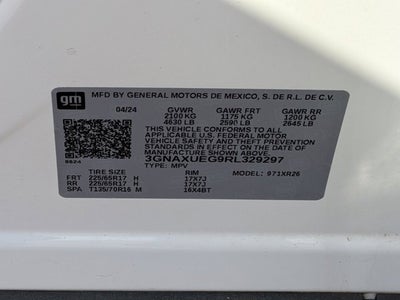 gm
MFD BY GENERAL MOTORS DE MEXICO, S. DE R.L. DE C.V.
04/24 GVWR GAWR FRT GAWR RR
2100 KG 1175 KG 1200 KG
4630 LB 2590 LB 2645 LB
THIS VEHICLE CONFORMS TO ALL
APPLICABLE U.S. FEDERAL MOTOR
VEHICLE SAFETY AND THEFT
PREVENTION STANDARDS IN EFFECT ON
THE DATE OF MANUFACTURE SHOWN ABOVE.
3GNAXUEG9RL329297
TYPE: MPV
TIRE SIZE RIM MODEL: 971XR26
FRT 225/65R17 H 17X7J
RR 225/65R17 H 17X7J
SPA T135/70R16 M 16X4BT